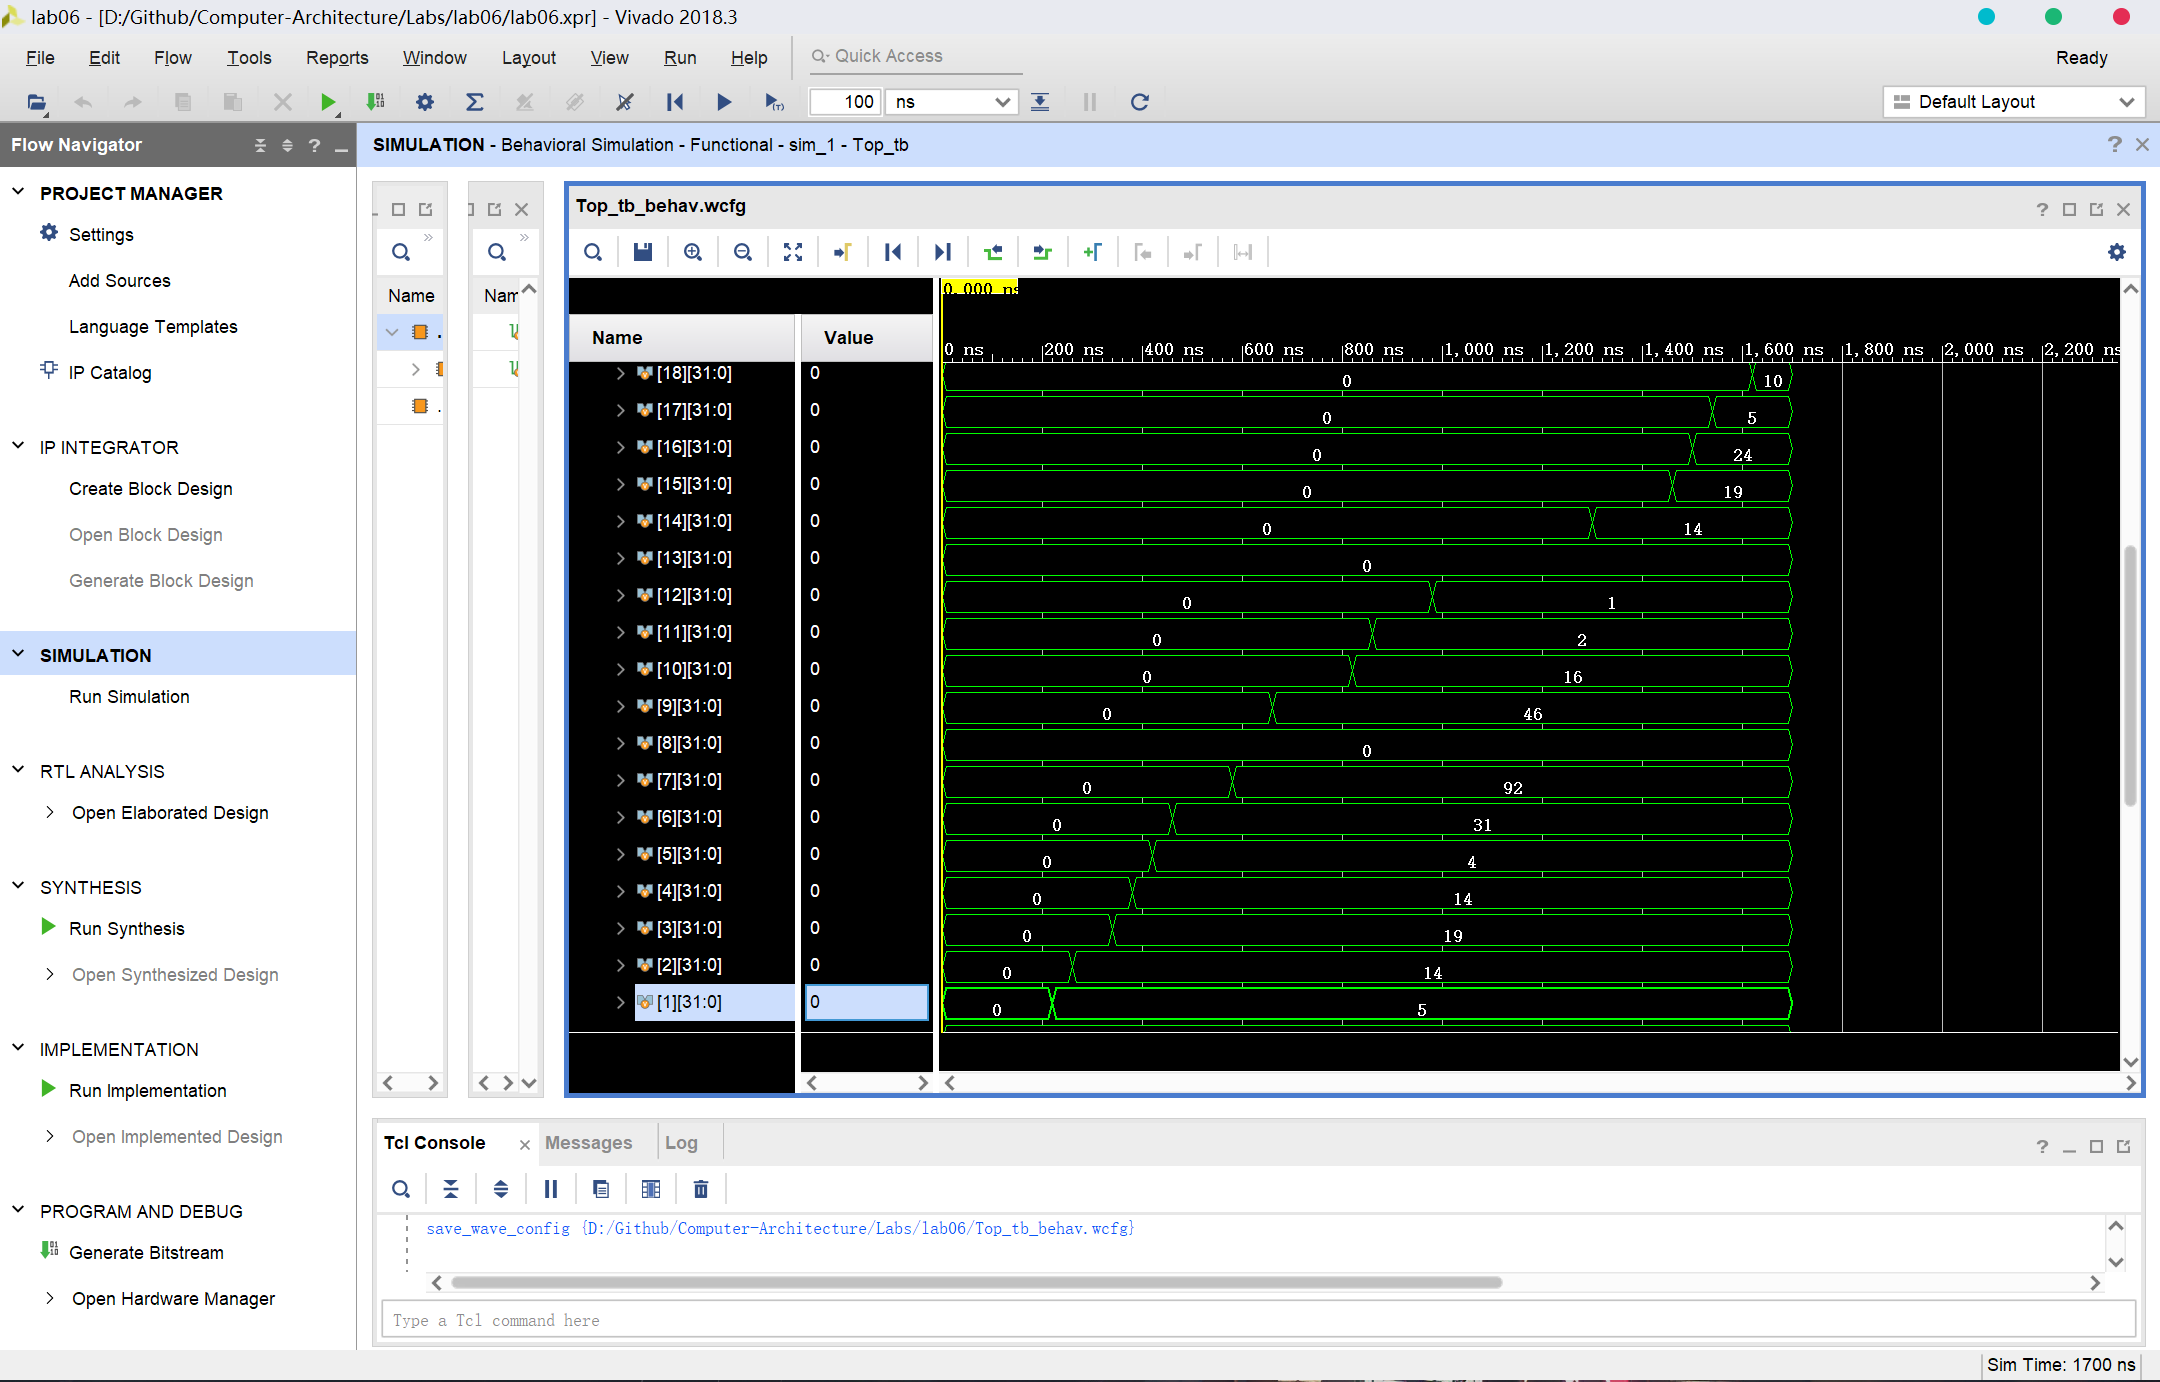 lab06 - [D:/Github/Computer-Architecture/Labs/lab06/lab06.xpr] - Vivado 2018.3
File Edit Flow Tools Reports Window Layout View Run Help Quick Access Ready
100 ns Default Layout
Flow Navigator
SIMULATION - Behavioral Simulation - Functional - sim_1 - Top_tb
PROJECT MANAGER
Settings
Add Sources
Language Templates
IP Catalog
IP INTEGRATOR
Create Block Design
Open Block Design
Generate Block Design
SIMULATION
Run Simulation
RTL ANALYSIS
Open Elaborated Design
SYNTHESIS
Run Synthesis
Open Synthesized Design
IMPLEMENTATION
Run Implementation
Open Implemented Design
PROGRAM AND DEBUG
Generate Bitstream
Open Hardware Manager
Name
Nam
Top_tb_behav.wcfg
0.000 ns
Name Value
0 ns 200 ns 400 ns 600 ns 800 ns 1,000 ns 1,200 ns 1,400 ns 1,600 ns 1,800 ns 2,000 ns 2,200 ns
[18][31:0] 0 0 10
[17][31:0] 0 0 5
[16][31:0] 0 0 24
[15][31:0] 0 0 19
[14][31:0] 0 0 14
[13][31:0] 0 0
[12][31:0] 0 0 1
[11][31:0] 0 0 2
[10][31:0] 0 0 16
[9][31:0] 0 0 46
[8][31:0] 0 0
[7][31:0] 0 0 92
[6][31:0] 0 0 31
[5][31:0] 0 0 4
[4][31:0] 0 0 14
[3][31:0] 0 0 19
[2][31:0] 0 0 14
[1][31:0] 0 0 5
Tcl Console Messages Log
save_wave_config {D:/Github/Computer-Architecture/Labs/lab06/Top_tb_behav.wcfg}
Type a Tcl command here
Sim Time: 1700 ns